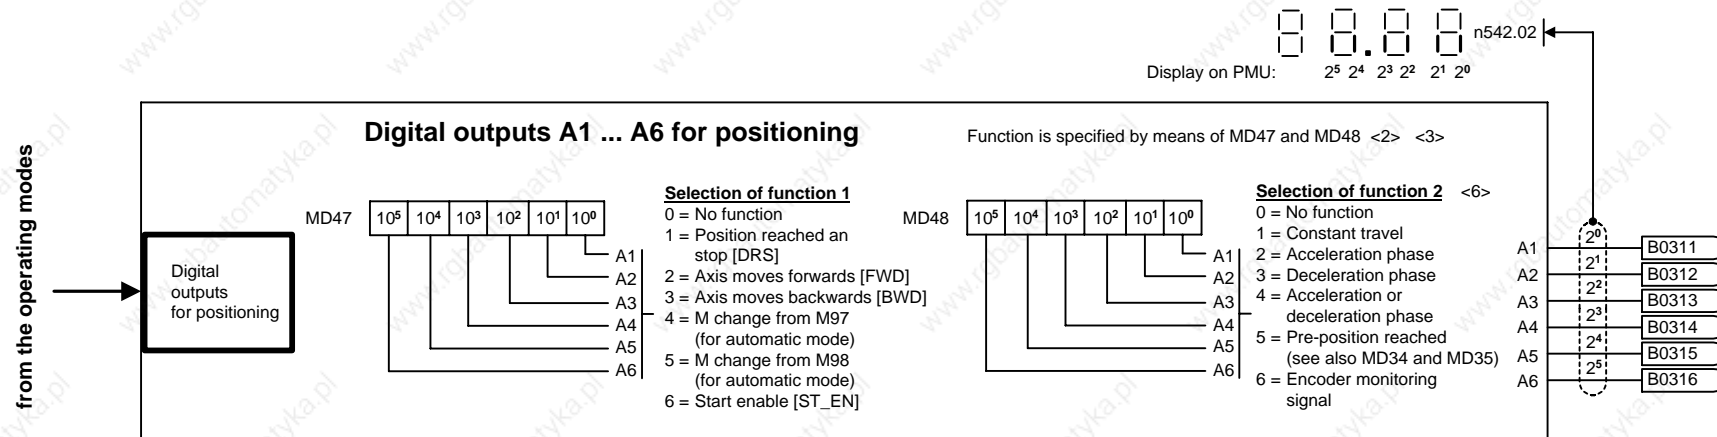 n542.02
Display on PMU: 2⁵ 2⁴ 2³ 2² 2¹ 2⁰
from the operating modes
Digital outputs A1 ... A6 for positioning
Function is specified by means of MD47 and MD48 <2> <3>
Digital
outputs
for positioning
MD47 10⁵ 10⁴ 10³ 10² 10¹ 10⁰
A1
A2
A3
A4
A5
A6
Selection of function 1
0 = No function
1 = Position reached an
stop [DRS]
2 = Axis moves forwards [FWD]
3 = Axis moves backwards [BWD]
4 = M change from M97
(for automatic mode)
5 = M change from M98
(for automatic mode)
6 = Start enable [ST_EN]
MD48 10⁵ 10⁴ 10³ 10² 10¹ 10⁰
A1
A2
A3
A4
A5
A6
Selection of function 2 <6>
0 = No function
1 = Constant travel
2 = Acceleration phase
3 = Deceleration phase
4 = Acceleration or
deceleration phase
5 = Pre-position reached
(see also MD34 and MD35)
6 = Encoder monitoring
signal
A1 2⁰ B0311
A2 2¹ B0312
A3 2² B0313
A4 2³ B0314
A5 2⁴ B0315
A6 2⁵ B0316
www.rgbautomatyka.pl